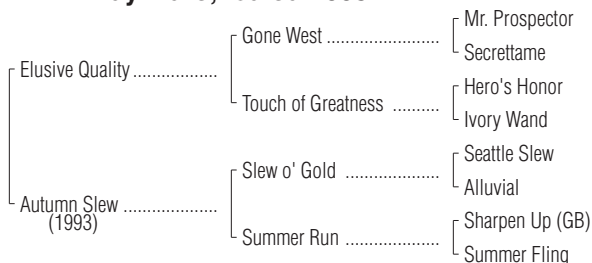 Mr. Prospector
Gone West ........................
Secrettame
Elusive Quality ..................
Hero's Honor
Touch of Greatness ..........
Ivory Wand
Seattle Slew
Slew o' Gold ....................
Alluvial
Autumn Slew ....................
(1993)
Sharpen Up (GB)
Summer Run ....................
Summer Fling